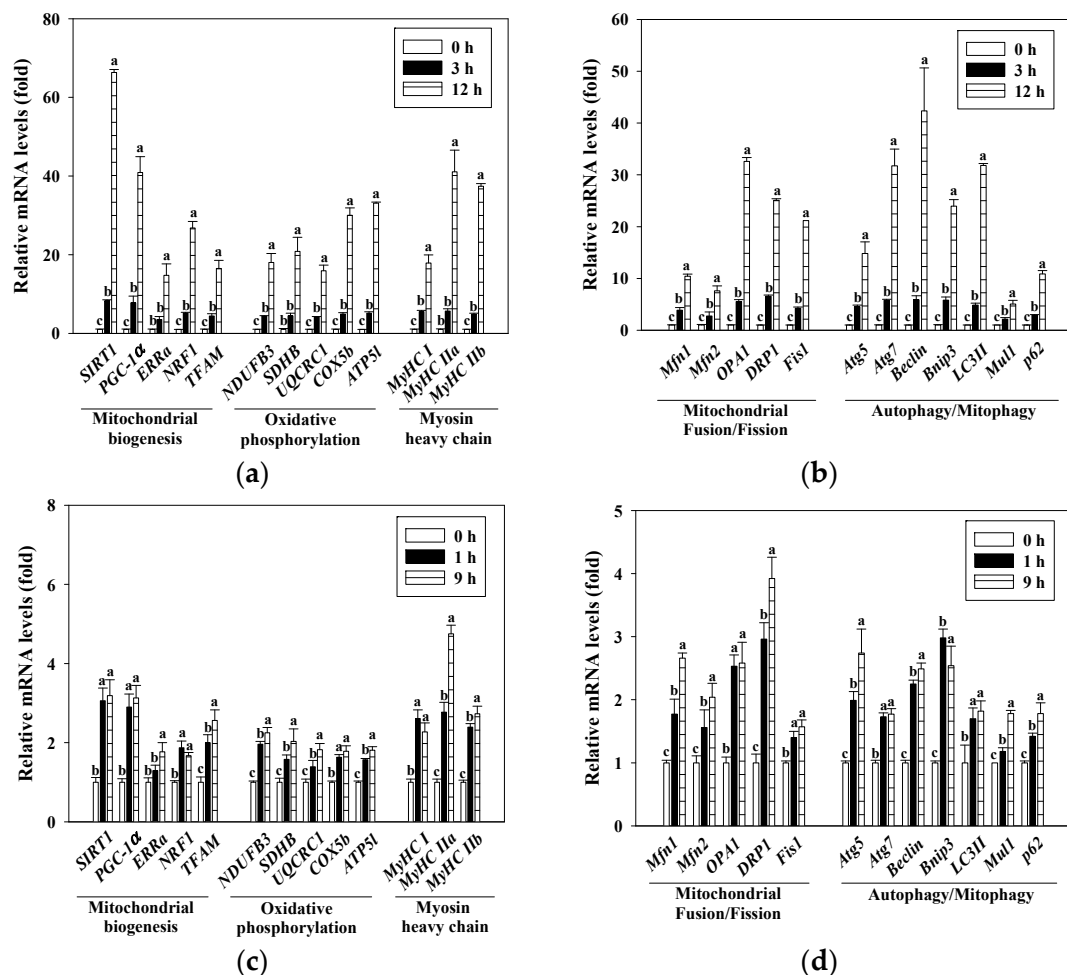 80
60
40
20
0
Relative mRNA levels (fold)
0 h
3 h
12 h
c b a c b a b b a c b a c b a c b a b b a c b a c b a c b a c b a c b a c b a
SIRT1 PGC-1α ERRa NRF1 TFAM NDUFB3 SDHB UQCRC1 COX5b ATP5l MyHC I MyHC IIa MyHC IIb
Mitochondrial biogenesis
Oxidative phosphorylation
Myosin heavy chain
(a)
60
50
40
30
20
10
0
Relative mRNA levels (fold)
0 h
3 h
12 h
c b a c b a c b a c b a c b a c b a c b a c b a c b a c b a c b a c b a
Mfn1 Mfn2 OPA1 DRP1 Fis1 Atg5 Atg7 Beclin Bnip3 LC3II Mul1 p62
Mitochondrial Fusion/Fission
Autophagy/Mitophagy
(b)
8
6
4
2
0
Relative mRNA levels (fold)
0 h
1 h
9 h
b a a b a a b b a b a a c b a c b a c b a c b a b a a c b a b a a c b a c b a
SIRT1 PGC-1α ERRa NRF1 TFAM NDUFB3 SDHB UQCRC1 COX5b ATP5l MyHC I MyHC IIa MyHC IIb
Mitochondrial biogenesis
Oxidative phosphorylation
Myosin heavy chain
(c)
5
4
3
2
1
0
Relative mRNA levels (fold)
0 h
1 h
9 h
c b a c b a b a a c b a b a a c b a b a a c b a c b a c a a c b a c b a
Mfn1 Mfn2 OPA1 DRP1 Fis1 Atg5 Atg7 Beclin Bnip3 LC3II Mul1 p62
Mitochondrial Fusion/Fission
Autophagy/Mitophagy
(d)